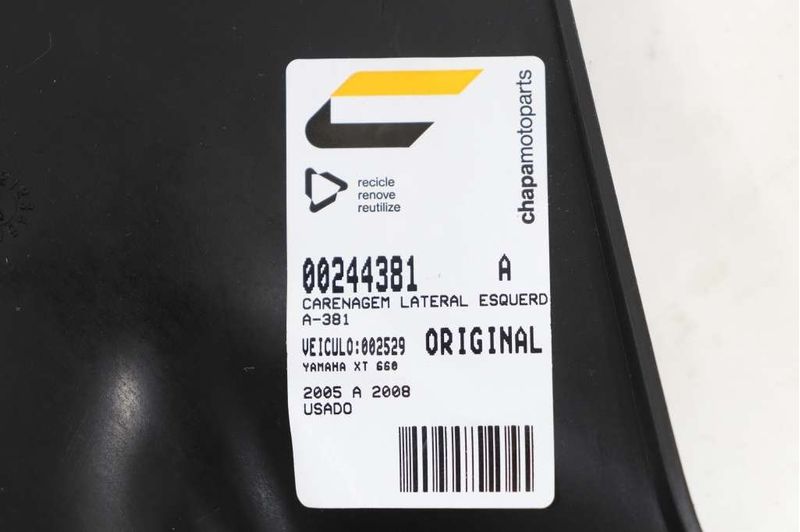 chapamotoparts
recicle
renove
reutilize
00244381 A
CARENAGEM LATERAL ESQUERD
A-381
VEICULO:002529 ORIGINAL
YAMAHA XT 660
2005 A 2008
USADO